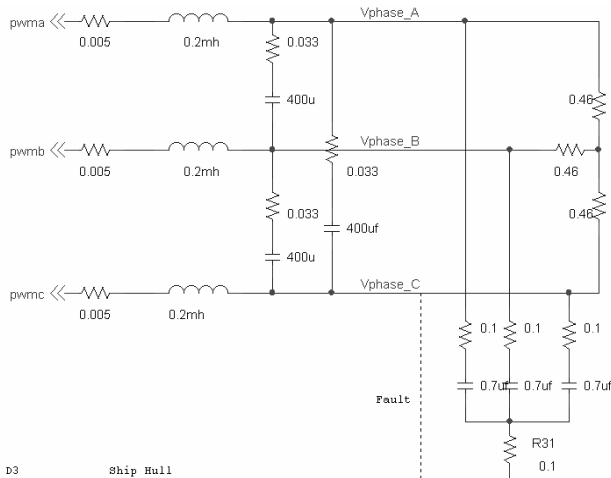 pwma
0.005
0.2mh
0.033
400u
Vphase_A
0.46
pwmb
0.005
0.2mh
0.033
400u
Vphase_B
0.033
400uf
0.46
0.46
pwmc
0.005
0.2mh
Vphase_C
0.1
0.1
0.1
0.7uf
0.7uf
0.7uf
Fault
R31
0.1
D3
Ship Hull